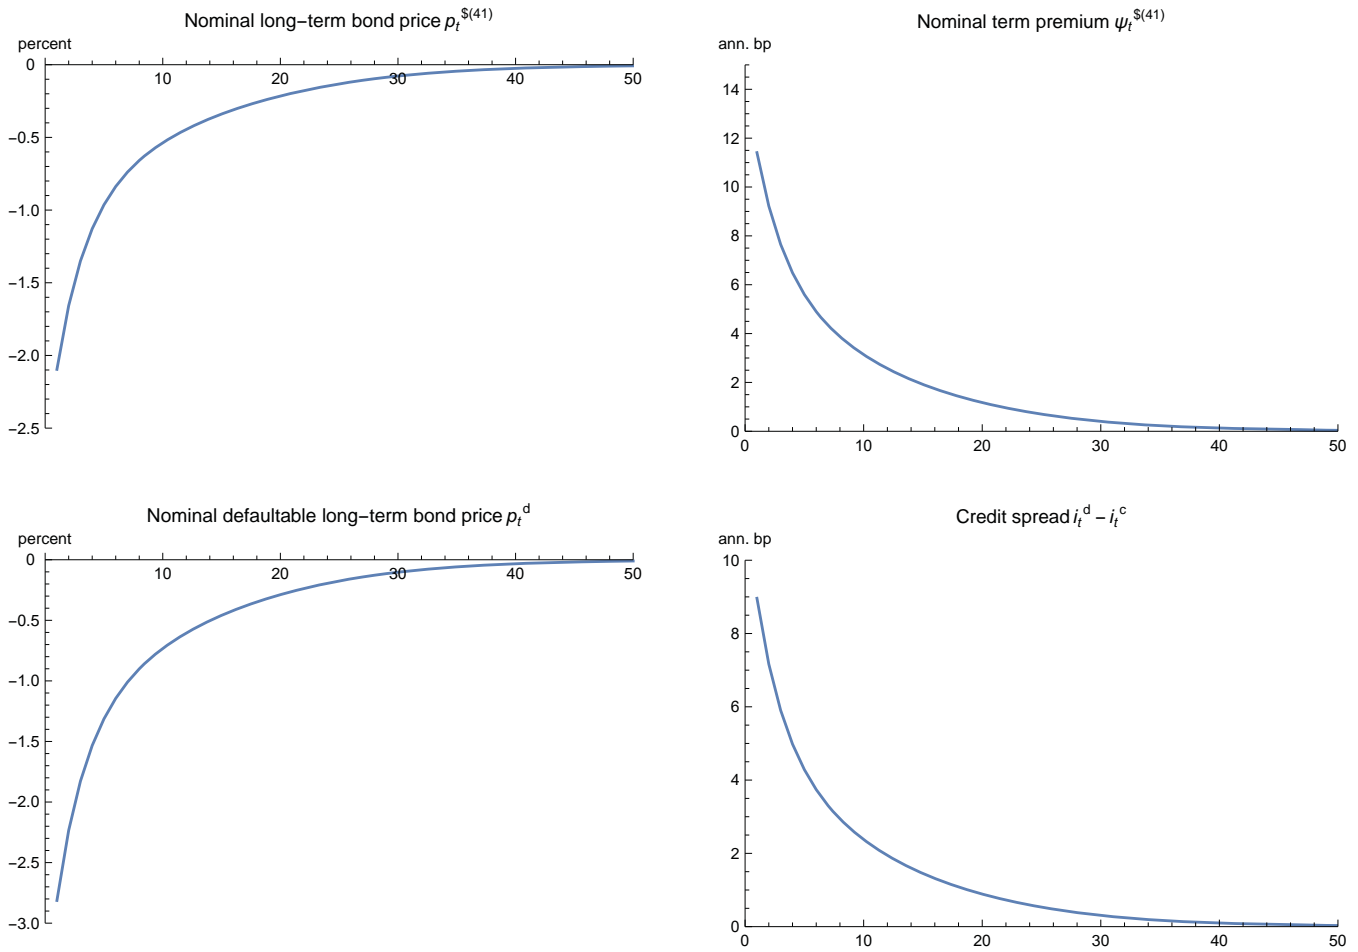 Nominal long−term bond price p_t^$(41)
percent
0
10 20 30 40 50
−0.5
−1.0
−1.5
−2.0
−2.5
Nominal term premium ψ_t^$(41)
ann. bp
14
12
10
8
6
4
2
0
0 10 20 30 40 50
Nominal defaultable long−term bond price p_t^d
percent
0
10 20 30 40 50
−0.5
−1.0
−1.5
−2.0
−2.5
−3.0
Credit spread i_t^d − i_t^c
ann. bp
10
8
6
4
2
0
0 10 20 30 40 50